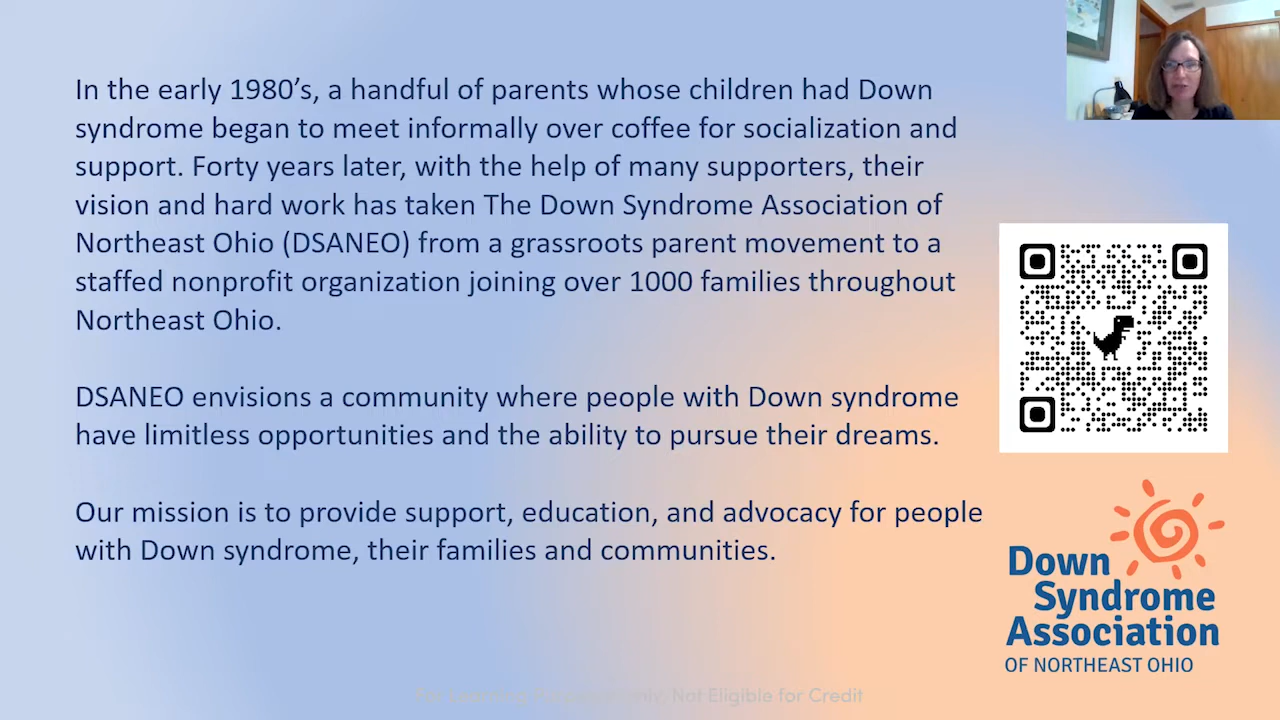 In the early 1980’s, a handful of parents whose children had Down
syndrome began to meet informally over coffee for socialization and
support. Forty years later, with the help of many supporters, their
vision and hard work has taken The Down Syndrome Association of
Northeast Ohio (DSANEO) from a grassroots parent movement to a
staffed nonprofit organization joining over 1000 families throughout
Northeast Ohio.
DSANEO envisions a community where people with Down syndrome
have limitless opportunities and the ability to pursue their dreams.
Our mission is to provide support, education, and advocacy for people
with Down syndrome, their families and communities.
Down
Syndrome
Association
OF NORTHEAST OHIO
For Learning Purposes only. Not Eligible for Credit